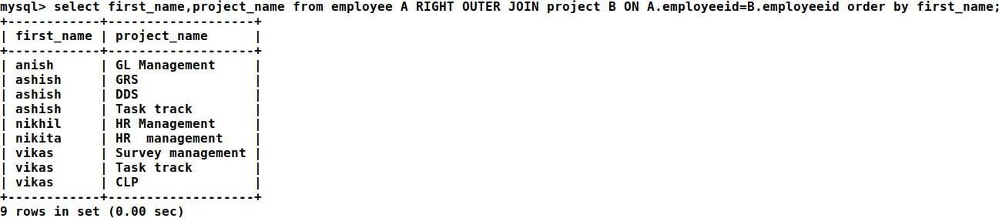 mysql> select first_name,project_name from employee A RIGHT OUTER JOIN project B ON A.employeeid=B.employeeid order by first_name;
+------------+-------------------+
| first_name | project_name      |
+------------+-------------------+
| anish      | GL Management     |
| ashish     | GRS               |
| ashish     | DDS               |
| ashish     | Task track        |
| nikhil     | HR Management     |
| nikita     | HR  management    |
| vikas      | Survey management |
| vikas      | Task track        |
| vikas      | CLP               |
+------------+-------------------+
9 rows in set (0.00 sec)